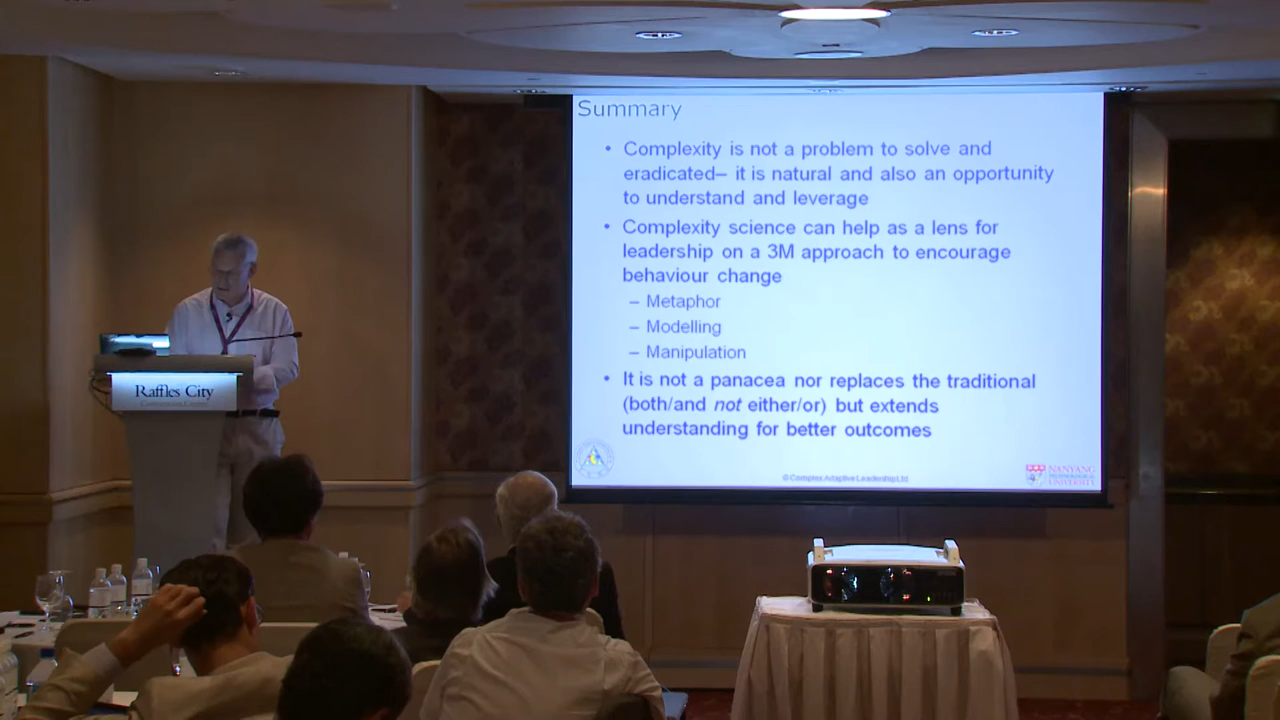 Summary
• Complexity is not a problem to solve and
eradicated– it is natural and also an opportunity
to understand and leverage
• Complexity science can help as a lens for
leadership on a 3M approach to encourage
behaviour change
– Metaphor
– Modelling
– Manipulation
• It is not a panacea nor replaces the traditional
(both/and not either/or) but extends
understanding for better outcomes
© Complex Adaptive Leadership Ltd
NANYANG
TECHNOLOGICAL
UNIVERSITY
Raffles City
Convention Centre